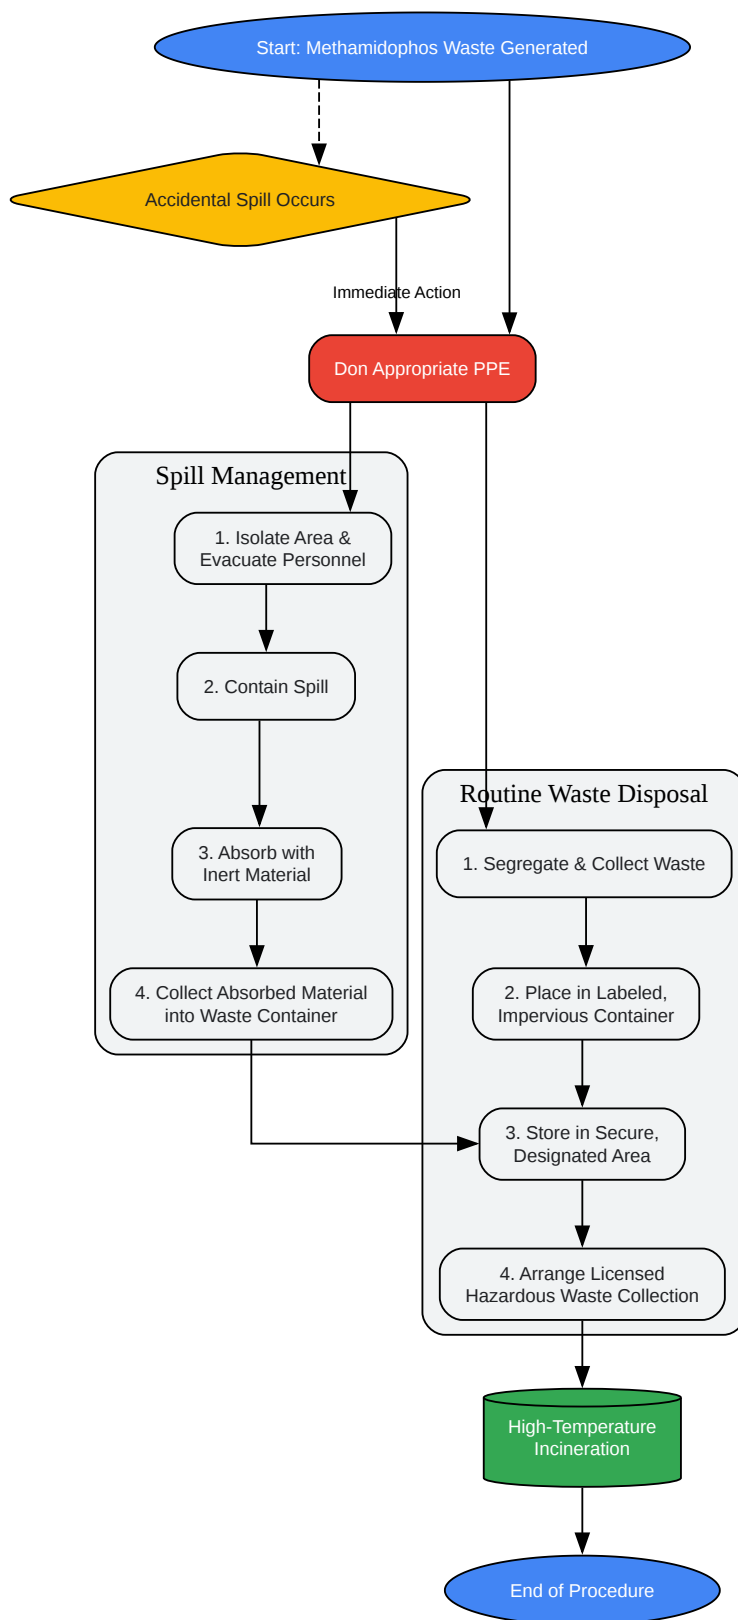 Start: Methamidophos Waste Generated
Accidental Spill Occurs
Immediate Action
Don Appropriate PPE
Spill Management
1. Isolate Area &
Evacuate Personnel
2. Contain Spill
3. Absorb with
Inert Material
4. Collect Absorbed Material
into Waste Container
Routine Waste Disposal
1. Segregate & Collect Waste
2. Place in Labeled,
Impervious Container
3. Store in Secure,
Designated Area
4. Arrange Licensed
Hazardous Waste Collection
High-Temperature
Incineration
End of Procedure